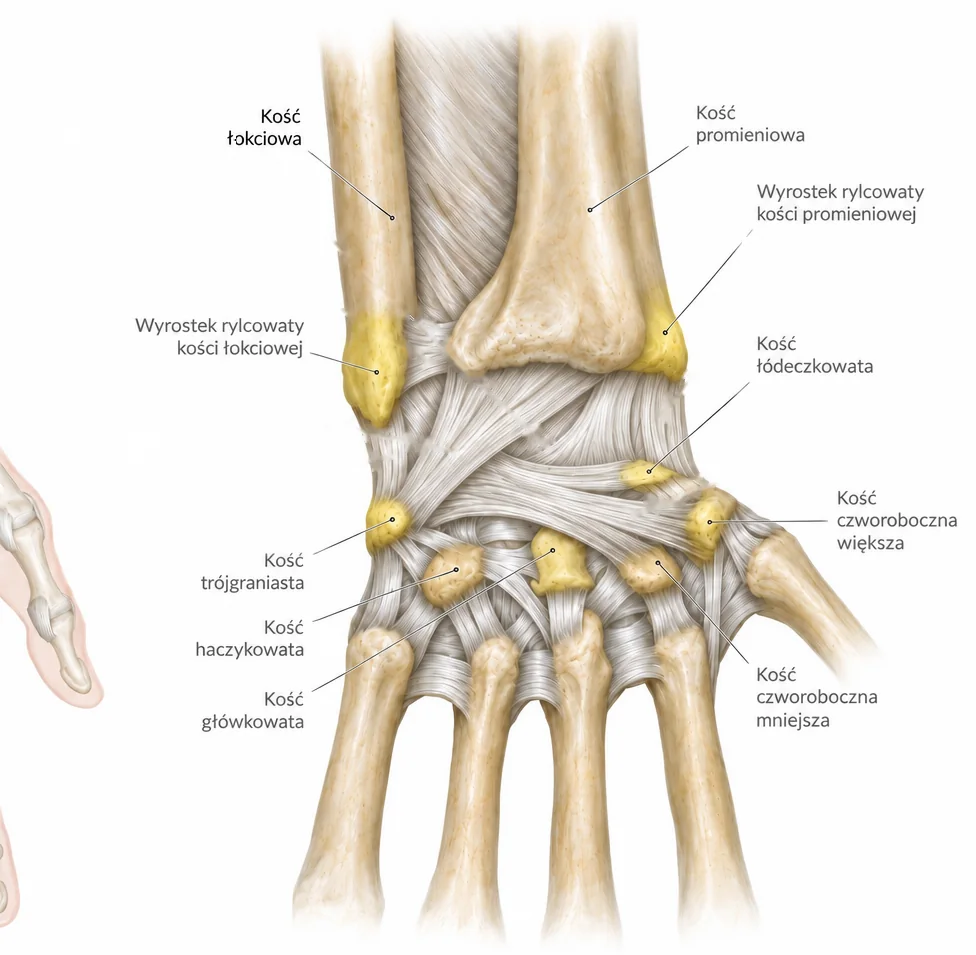 Kość
łokciowa
Kość
promieniowa
Wyrostek rylcowaty
kości promieniowej
Wyrostek rylcowaty
kości łokciowej
Kość
łódeczkowata
Kość
czworoboczna
większa
Kość
trójgraniasta
Kość
haczykowata
Kość
główkowata
Kość
czworoboczna
mniejsza